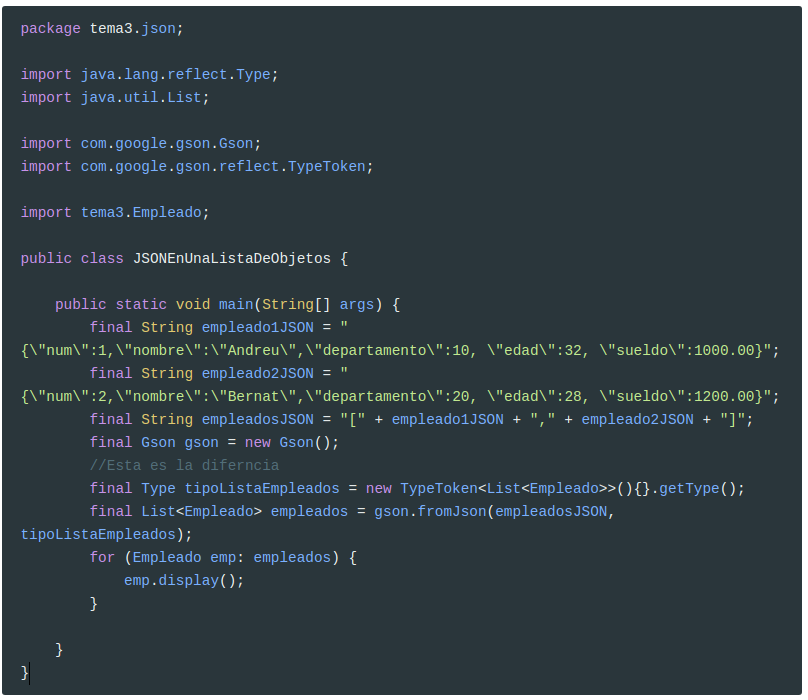 package tema3.json;

import java.lang.reflect.Type;
import java.util.List;

import com.google.gson.Gson;
import com.google.gson.reflect.TypeToken;

import tema3.Empleado;

public class JSONEnUnaListaDeObjetos {

    public static void main(String[] args) {
        final String empleado1JSON = "
{\"num\":1,\"nombre\":\"Andreu\",\"departamento\":10, \"edad\":32, \"sueldo\":1000.00}";
        final String empleado2JSON = "
{\"num\":2,\"nombre\":\"Bernat\",\"departamento\":20, \"edad\":28, \"sueldo\":1200.00}";
        final String empleadosJSON = "[" + empleado1JSON + "," + empleado2JSON + "]";
        final Gson gson = new Gson();
        //Esta es la diferncia
        final Type tipoListaEmpleados = new TypeToken<List<Empleado>>(){}.getType();
        final List<Empleado> empleados = gson.fromJson(empleadosJSON,
tipoListaEmpleados);
        for (Empleado emp: empleados) {
            emp.display();
        }

    }
}